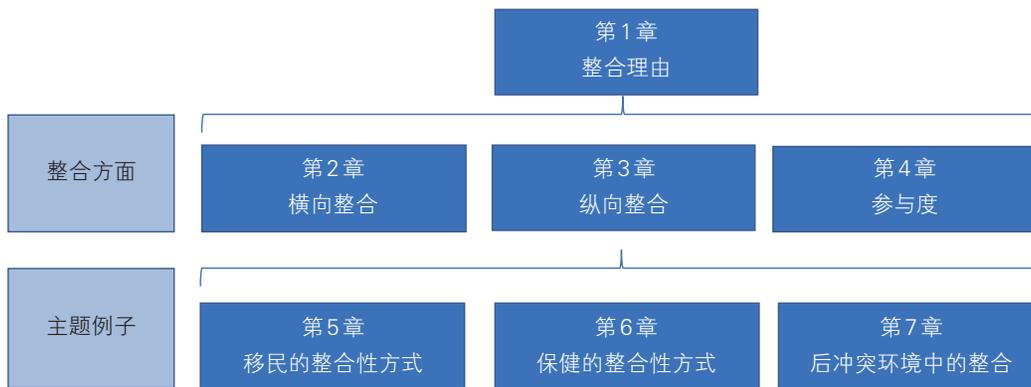 第1章
整合理由
整合方面
第2章
横向整合
第3章
纵向整合
第4章
参与度
主题例子
第5章
移民的整合性方式
第6章
保健的整合性方式
第7章
后冲突环境中的整合